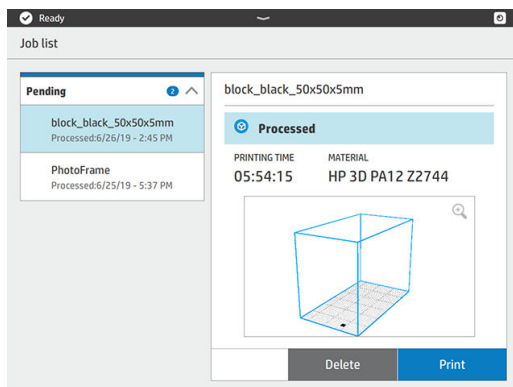 Ready
Job list
Pending 2
block_black_50x50x5mm
Processed:6/26/19 - 2:45 PM
PhotoFrame
Processed:6/25/19 - 5:37 PM
block_black_50x50x5mm
Processed
PRINTING TIME MATERIAL
05:54:15 HP 3D PA12 Z2744
Delete Print